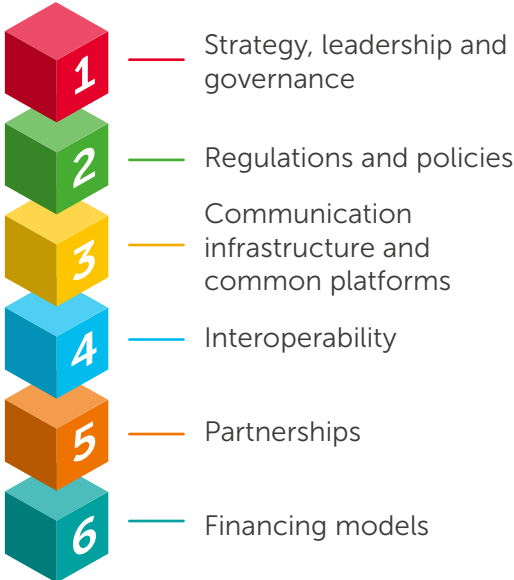 1
Strategy, leadership and
governance
2
Regulations and policies
3
Communication
infrastructure and
common platforms
4
Interoperability
5
Partnerships
6
Financing models